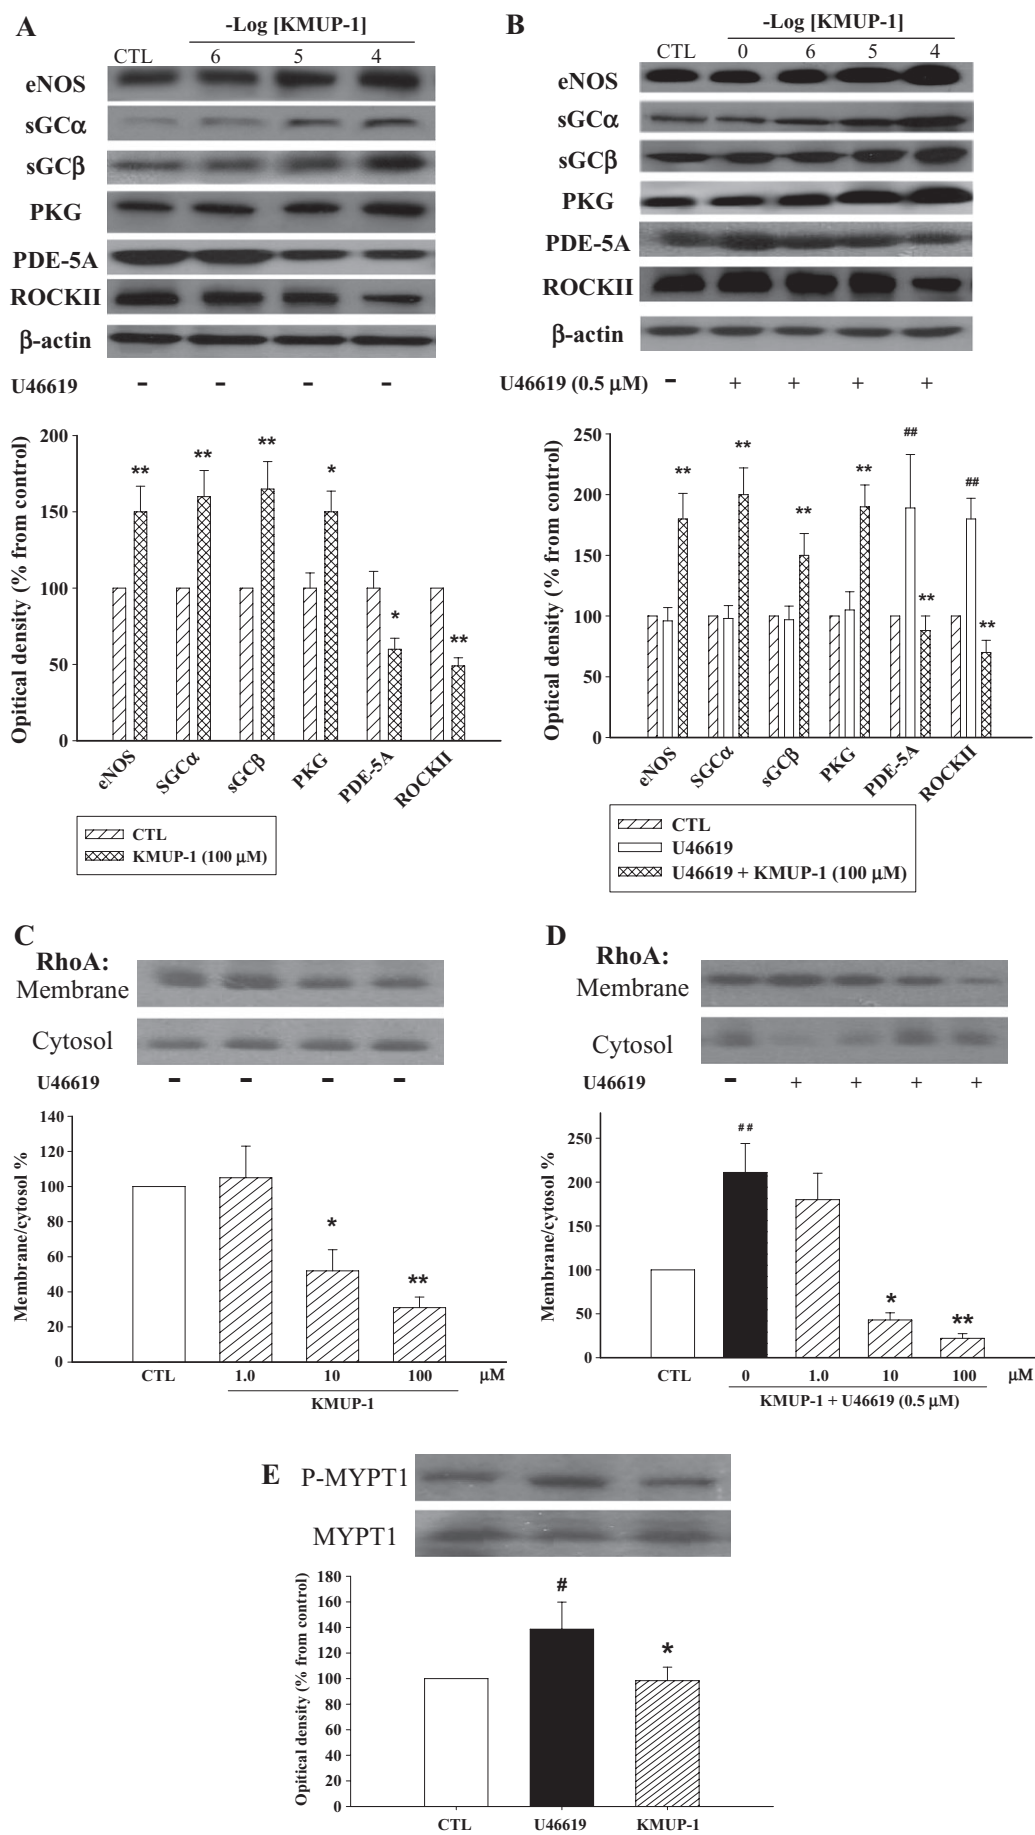 A
-Log [KMUP-1]
CTL 6 5 4
eNOS
sGCα
sGCβ
PKG
PDE-5A
ROCKII
β-actin
U46619 - - - -
Opitical density (% from control)
200
150
100
50
0
** ** ** * * **
eNOS SGCα sGCβ PKG PDE-5A ROCKII
CTL
KMUP-1 (100 μM)
B
-Log [KMUP-1]
CTL 0 6 5 4
eNOS
sGCα
sGCβ
PKG
PDE-5A
ROCKII
β-actin
U46619 (0.5 μM) - + + + +
Optical density (% from control)
250
200
150
100
50
0
** ** ** ** ## ** ## **
eNOS SGCα sGCβ PKG PDE-5A ROCKII
CTL
U46619
U46619 + KMUP-1 (100 μM)
C
RhoA:
Membrane
Cytosol
U46619 - - - -
Membrane/cytosol %
140
120
100
80
60
40
20
0
* **
CTL 1.0 10 100 μM
KMUP-1
D
RhoA:
Membrane
Cytosol
U46619 - + + + +
Membrane/cytosol %
250
200
150
100
50
0
## * **
CTL 0 1.0 10 100 μM
KMUP-1 + U46619 (0.5 μM)
E
P-MYPT1
MYPT1
Opitical density (% from control)
180
160
140
120
100
80
60
40
20
0
# *
CTL U46619 KMUP-1